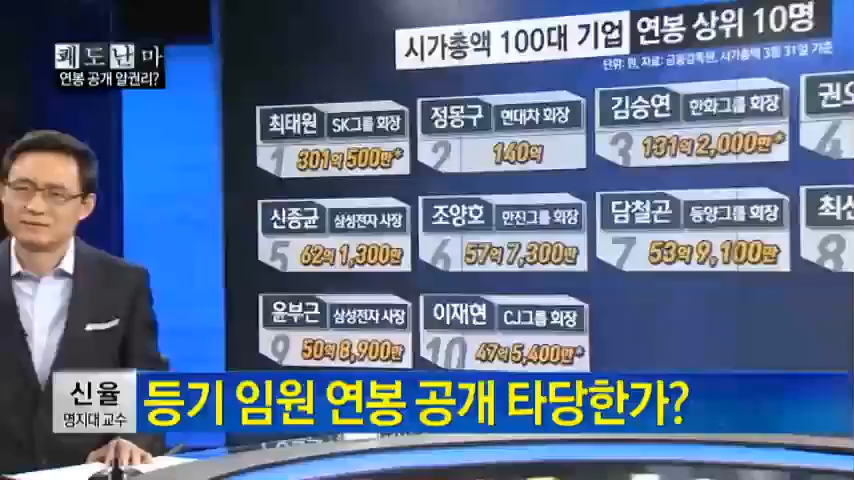 쾌도난마
연봉 공개 알권리?
시가총액 100대 기업 연봉 상위 10명
단위: 원, 자료: 금융감독원, 시가총액 3월 31일 기준
최태원 SK그룹 회장
1 301억 500만*
정몽구 현대차 회장
2 140억
김승연 한화그룹 회장
3 131억 2,000만*
권오
4
신종균 삼성전자 사장
5 62억 1,300만
조양호 한진그룹 회장
6 57억 7,300만
담철곤 동양그룹 회장
7 53억 9,100만
최신
8
윤부근 삼성전자 사장
9 50억 8,900만
이재현 CJ그룹 회장
10 47억 5,400만*
신율
명지대 교수
등기 임원 연봉 공개 타당한가?